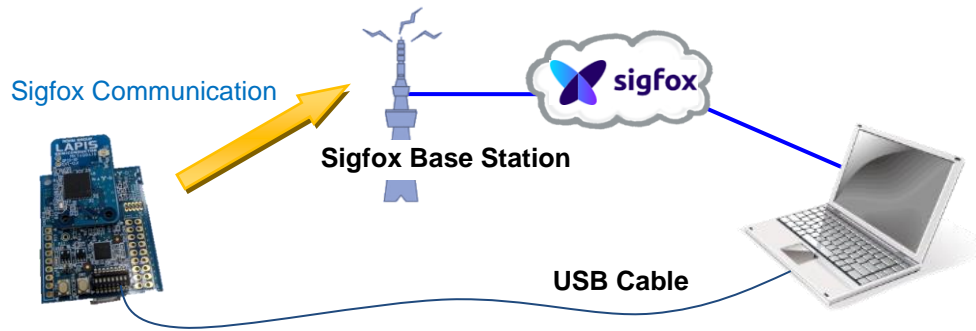 sigfox
Sigfox Communication
LAPIS
Sigfox Base Station
USB Cable